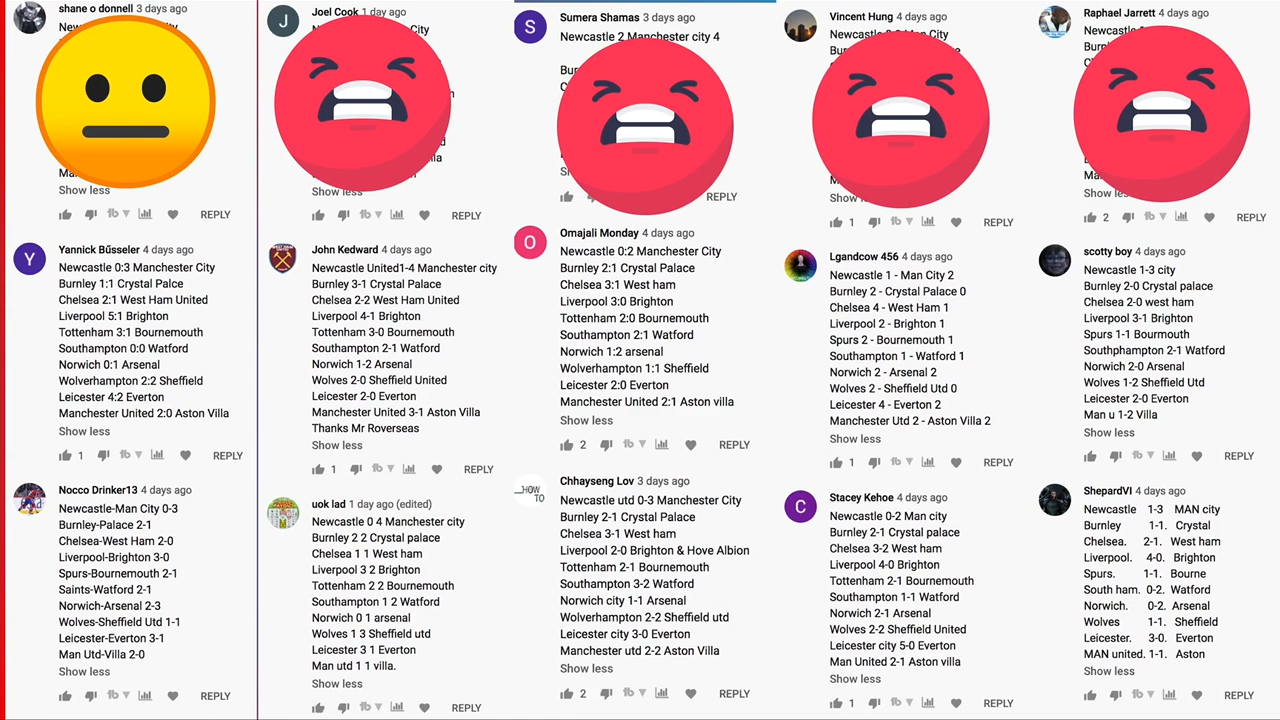 shane o donnell 3 days ago
Show less
REPLY
Yannick Bűsseler 4 days ago
Newcastle 0:3 Manchester City
Burnley 1:1 Crystal Palce
Chelsea 2:1 West Ham United
Liverpool 5:1 Brighton
Tottenham 3:1 Bournemouth
Southampton 0:0 Watford
Norwich 0:1 Arsenal
Wolverhampton 2:2 Sheffield
Leicester 4:2 Everton
Manchester United 2:0 Aston Villa
Show less
1 REPLY
Nocco Drinker13 4 days ago
Newcastle-Man City 0-3
Burnley-Palace 2-1
Chelsea-West Ham 2-0
Liverpool-Brighton 3-0
Spurs-Bournemouth 2-1
Saints-Watford 2-1
Norwich-Arsenal 2-3
Wolves-Sheffield Utd 1-1
Leicester-Everton 3-1
Man Utd-Villa 2-0
Show less
REPLY
Joel Cook 1 day ago
City
Show less
REPLY
John Kedward 4 days ago
Newcastle United1-4 Manchester city
Burnley 3-1 Crystal Palace
Chelsea 2-2 West Ham United
Liverpool 4-1 Brighton
Tottenham 3-0 Bournemouth
Southampton 2-1 Watford
Norwich 1-2 Arsenal
Wolves 2-0 Sheffield United
Leicester 2-0 Everton
Manchester United 3-1 Aston Villa
Thanks Mr Roverseas
Show less
1 REPLY
uok lad 1 day ago (edited)
Newcastle 0 4 Manchester city
Burnley 2 2 Crystal palace
Chelsea 1 1 West ham
Liverpool 3 2 Brighton
Tottenham 2 2 Bournemouth
Southampton 1 2 Watford
Norwich 0 1 arsenal
Wolves 1 3 Sheffield utd
Leicester 3 1 Everton
Man utd 1 1 villa.
Show less
REPLY
Sumera Shamas 3 days ago
Newcastle 2 Manchester city 4
REPLY
Omajali Monday 4 days ago
Newcastle 0:2 Manchester City
Burnley 2:1 Crystal Palace
Chelsea 3:1 West ham
Liverpool 3:0 Brighton
Tottenham 2:0 Bournemouth
Southampton 2:1 Watford
Norwich 1:2 arsenal
Wolverhampton 1:1 Sheffield
Leicester 2:0 Everton
Manchester United 2:1 Aston villa
Show less
2 REPLY
Chhayseng Lov 3 days ago
Newcastle utd 0-3 Manchester City
Burnley 2-1 Crystal Palace
Chelsea 3-1 West ham
Liverpool 2-0 Brighton & Hove Albion
Tottenham 2-1 Bournemouth
Southampton 3-2 Watford
Norwich city 1-1 Arsenal
Wolverhampton 2-2 Sheffield utd
Leicester city 3-0 Everton
Manchester utd 2-2 Aston Villa
Show less
2 REPLY
Vincent Hung 4 days ago
City
1 REPLY
Lgandcow 456 4 days ago
Newcastle 1 - Man City 2
Burnley 2 - Crystal Palace 0
Chelsea 4 - West Ham 1
Liverpool 2 - Brighton 1
Spurs 2 - Bournemouth 1
Southampton 1 - Watford 1
Norwich 2 - Arsenal 2
Wolves 2 - Sheffield Utd 0
Leicester 4 - Everton 2
Manchester Utd 2 - Aston Villa 2
Show less
1 REPLY
Stacey Kehoe 4 days ago
Newcastle 0-2 Man city
Burnley 2-1 Crystal palace
Chelsea 3-2 West ham
Liverpool 4-0 Brighton
Tottenham 2-1 Bournemouth
Southampton 1-1 Watford
Norwich 2-1 Arsenal
Wolves 2-2 Sheffield United
Leicester city 5-0 Everton
Man United 2-1 Aston villa
Show less
1 REPLY
Raphael Jarrett 4 days ago
2 REPLY
scotty boy 4 days ago
Newcastle 1-3 city
Burnley 2-0 Crystal palace
Chelsea 2-0 west ham
Liverpool 3-1 Brighton
Spurs 1-1 Bourmouth
Southphampton 2-1 Watford
Norwich 2-0 Arsenal
Wolves 1-2 Sheffield Utd
Leicester 2-0 Everton
Man u 1-2 Villa
Show less
REPLY
ShepardVI 4 days ago
Newcastle 1-3 MAN city
Burnley 1-1. Crystal
Chelsea. 2-1. West ham
Liverpool. 4-0. Brighton
Spurs. 1-1. Bourne
South ham. 0-2. Watford
Norwich. 0-2. Arsenal
Wolves 1-1. Sheffield
Leicester. 3-0. Everton
MAN united. 1-1. Aston
Show less
REPLY
HOW TO